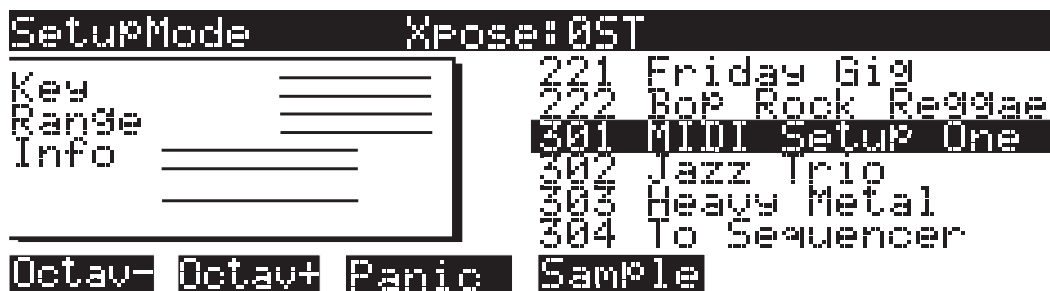 SetupMode Xpose:0ST
Key
Range
Info
221 Friday Gig
222 Bop Rock Reggae
301 MIDI Setup One
302 Jazz Trio
303 Heavy Metal
304 To Sequencer
Octav- Octav+ Panic Sample